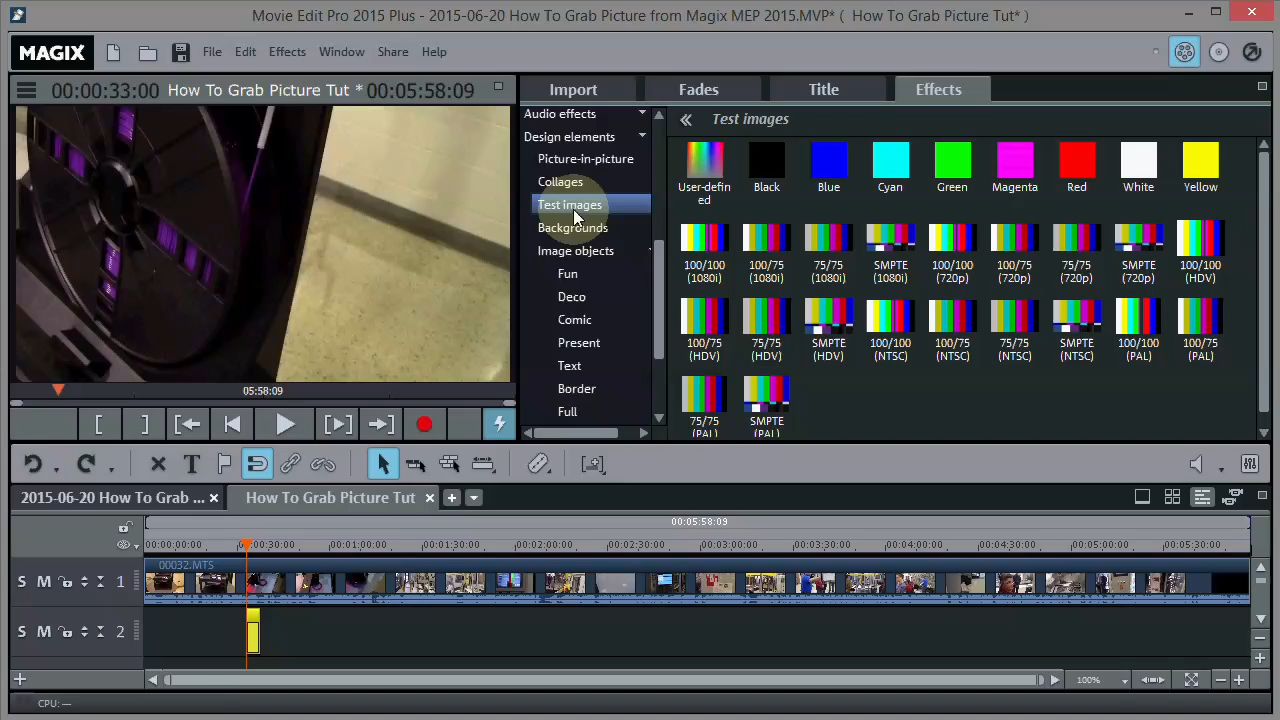 Movie Edit Pro 2015 Plus - 2015-06-20 How To Grab Picture from Magix MEP 2015.MVP* ( How To Grab Picture Tut* )
MAGIX File Edit Effects Window Share Help
00:00:33:00 How To Grab Picture Tut * 00:05:58:09
Import Fades Title Effects
Audio effects
Design elements
Picture-in-picture
Collages
Test images
Backgrounds
Image objects
Fun
Deco
Comic
Present
Text
Border
Full
Test images
User-defin
ed
Black Blue Cyan Green Magenta Red White Yellow
100/100 100/75 75/75 SMPTE 100/100 100/75 75/75 SMPTE 100/100
(1080i) (1080i) (1080i) (1080i) (720p) (720p) (720p) (720p) (HDV)
100/75 75/75 SMPTE 100/100 100/75 75/75 SMPTE 100/100 100/75
(HDV) (HDV) (HDV) (NTSC) (NTSC) (NTSC) (NTSC) (PAL) (PAL)
75/75 SMPTE
(PAL) (PAL)
05:58:09
2015-06-20 How To Grab ... How To Grab Picture Tut
00:05:58:09
00:00:00:00 00:00:30:00 00:01:00:00 00:01:30:00 00:02:00:00 00:02:30:00 00:03:00:00 00:03:30:00 00:04:00:00 00:04:30:00 00:05:00:00 00:05:30:00
00032.MTS
S M 1
S M 2
100%
CPU: —